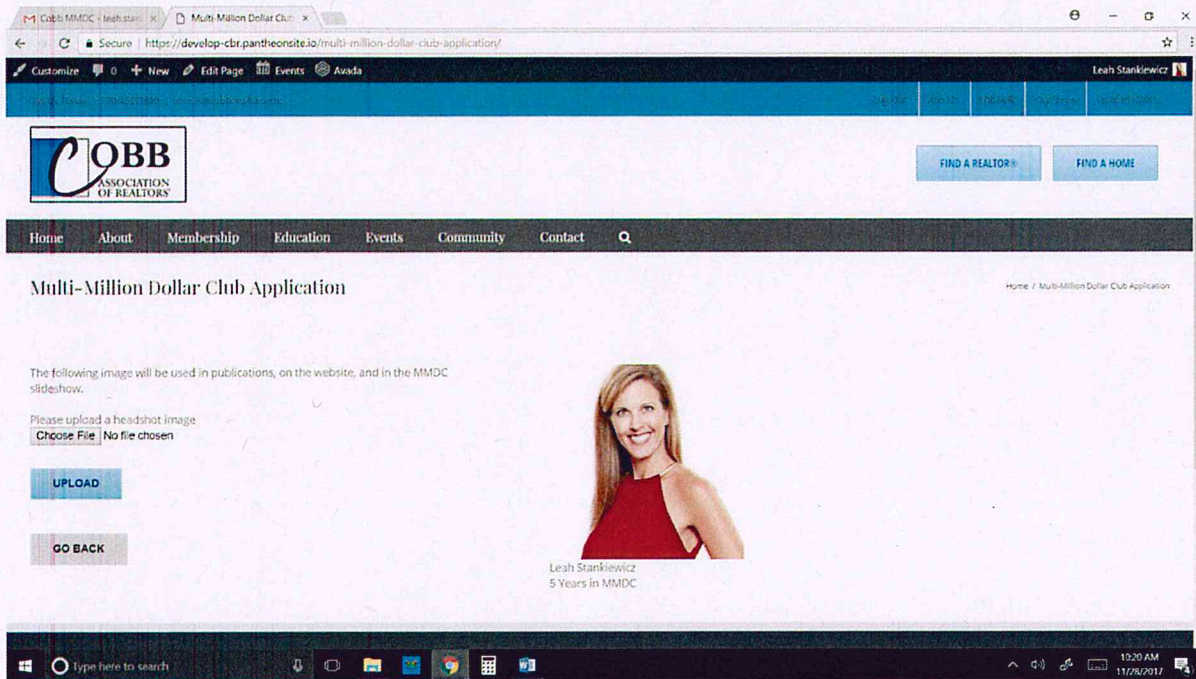 Cobb MMDC - leah.stan
Multi-Million Dollar Club
Secure | https://develop-cbr.pantheonsite.io/multi-million-dollar-club-application/
Customize 0 + New Edit Page Events Avada Leah Stankiewicz
COBB
ASSOCIATION
OF REALTORS®
FIND A REALTOR® FIND A HOME
Home About Membership Education Events Community Contact
Multi-Million Dollar Club Application
Home / Multi-Million Dollar Club Application
The following image will be used in publications, on the website, and in the MMDC
slideshow.
Please upload a headshot image
Choose File No file chosen
UPLOAD
GO BACK
Leah Stankiewicz
5 Years in MMDC
Type here to search
10:20 AM
11/28/2017
4